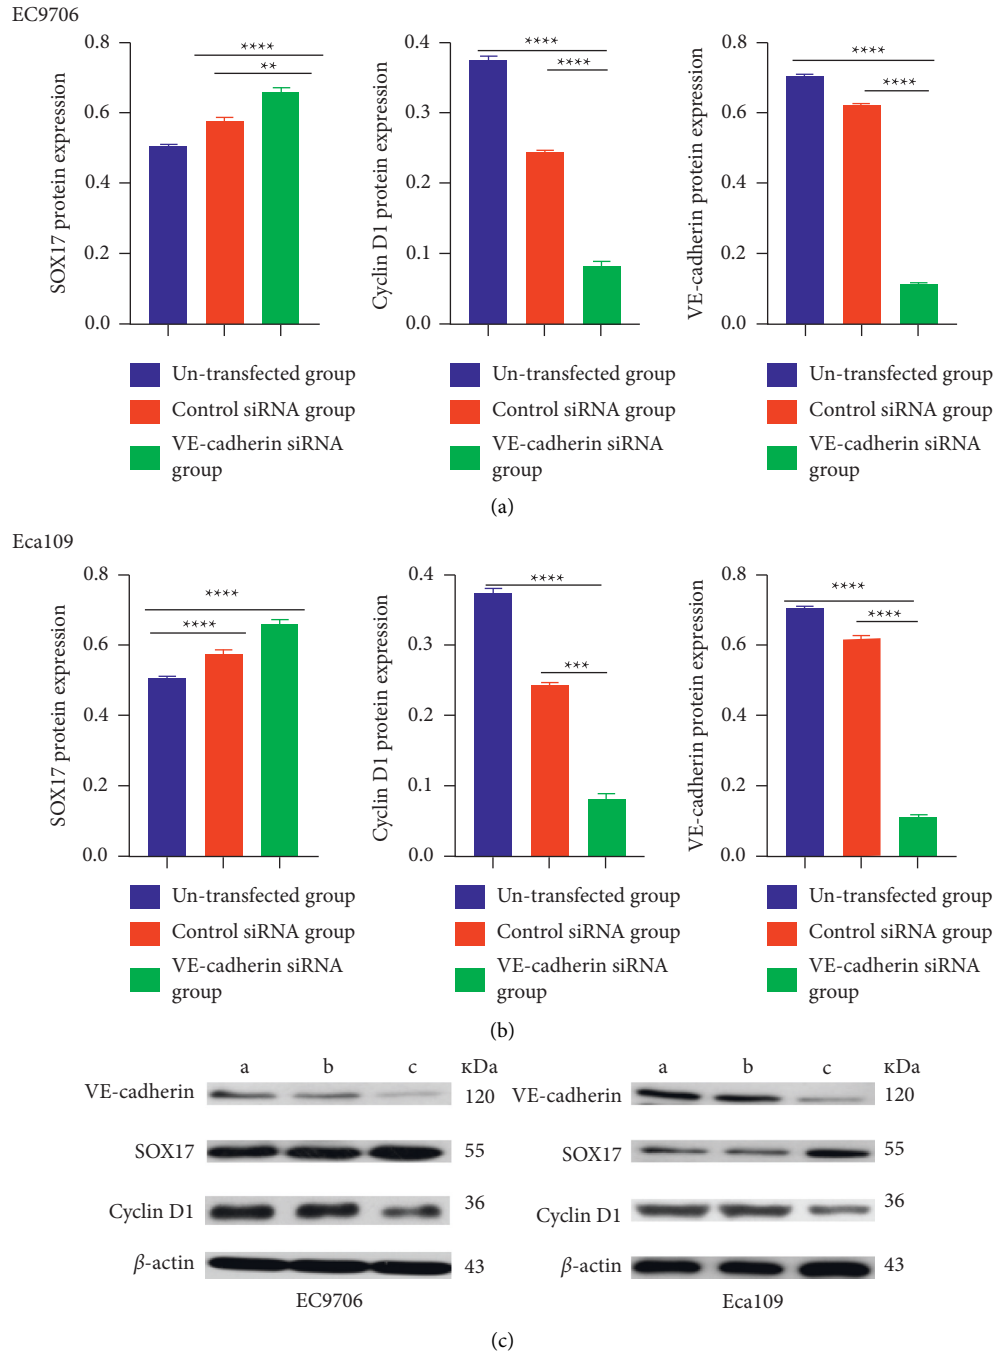 EC9706
SOX17 protein expression
0.8
0.6
0.4
0.2
0.0
****
**
Cyclin D1 protein expression
0.4
0.3
0.2
0.1
0.0
****
****
VE-cadherin protein expression
0.8
0.6
0.4
0.2
0.0
****
****
Un-transfected group
Control siRNA group
VE-cadherin siRNA
group
Un-transfected group
Control siRNA group
VE-cadherin siRNA
group
Un-transfected group
Control siRNA group
VE-cadherin siRNA
group
(a)
Eca109
SOX17 protein expression
0.8
0.6
0.4
0.2
0.0
****
****
Cyclin D1 protein expression
0.4
0.3
0.2
0.1
0.0
****
***
VE-cadherin protein expression
0.8
0.6
0.4
0.2
0.0
****
****
Un-transfected group
Control siRNA group
VE-cadherin siRNA
group
Un-transfected group
Control siRNA group
VE-cadherin siRNA
group
Un-transfected group
Control siRNA group
VE-cadherin siRNA
group
(b)
a b c κDa
VE-cadherin 120
SOX17 55
Cyclin D1 36
β-actin 43
EC9706
a b c κDa
VE-cadherin 120
SOX17 55
Cyclin D1 36
β-actin 43
Eca109
(c)